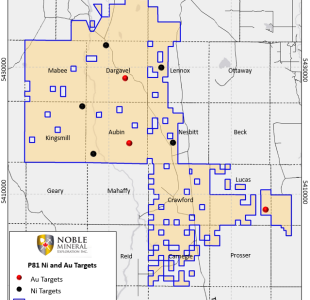 5430000
5430000
Mabee
Dargavel
Lennox
Ottaway
Kingsmill
Aubin
Nesbitt
Beck
5410000
5410000
Geary
Mahaffy
Crawford
Lucas
Reid
Carnegie
Prosser
NOBLE
MINERAL
EXPLORATION INC.
P81 Ni and Au Targets
Au Targets
Ni Targets